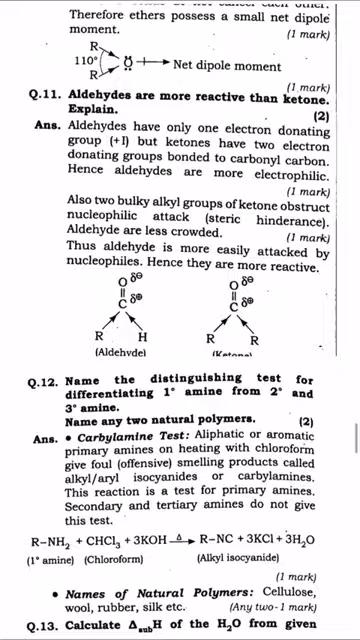 Therefore ethers possess a small net dipole
moment. (1 mark)
R
110° O Net dipole moment
R
(1 mark)
Q.11. Aldehydes are more reactive than ketone.
Explain. (2)
Ans. Aldehydes have only one electron donating
group (+I) but ketones have two electron
donating groups bonded to carbonyl carbon.
Hence aldehydes are more electrophilic.
(1 mark)
Also two bulky alkyl groups of ketone obstruct
nucleophilic attack (steric hinderance).
Aldehyde are less crowded. (1 mark)
Thus aldehyde is more easily attacked by
nucleophiles. Hence they are more reactive.
O δ⊖ O δ⊖
|| ||
C δ⊕ C δ⊕
R H R R
(Aldehyde) (Ketone)
Q.12. Name the distinguishing test for
differentiating 1° amine from 2° and
3° amine.
Name any two natural polymers. (2)
Ans. • Carbylamine Test: Aliphatic or aromatic
primary amines on heating with chloroform
give foul (offensive) smelling products called
alkyl/aryl isocyanides or carbylamines.
This reaction is a test for primary amines.
Secondary and tertiary amines do not give
this test.
R–NH₂ + CHCl₃ + 3KOH —Δ→ R–NC + 3KCl + 3H₂O
(1° amine) (Chloroform) (Alkyl isocyanide)
(1 mark)
• Names of Natural Polymers: Cellulose,
wool, rubber, silk etc. (Any two-1 mark)
Q.13. Calculate ΔsubH of the H₂O from given